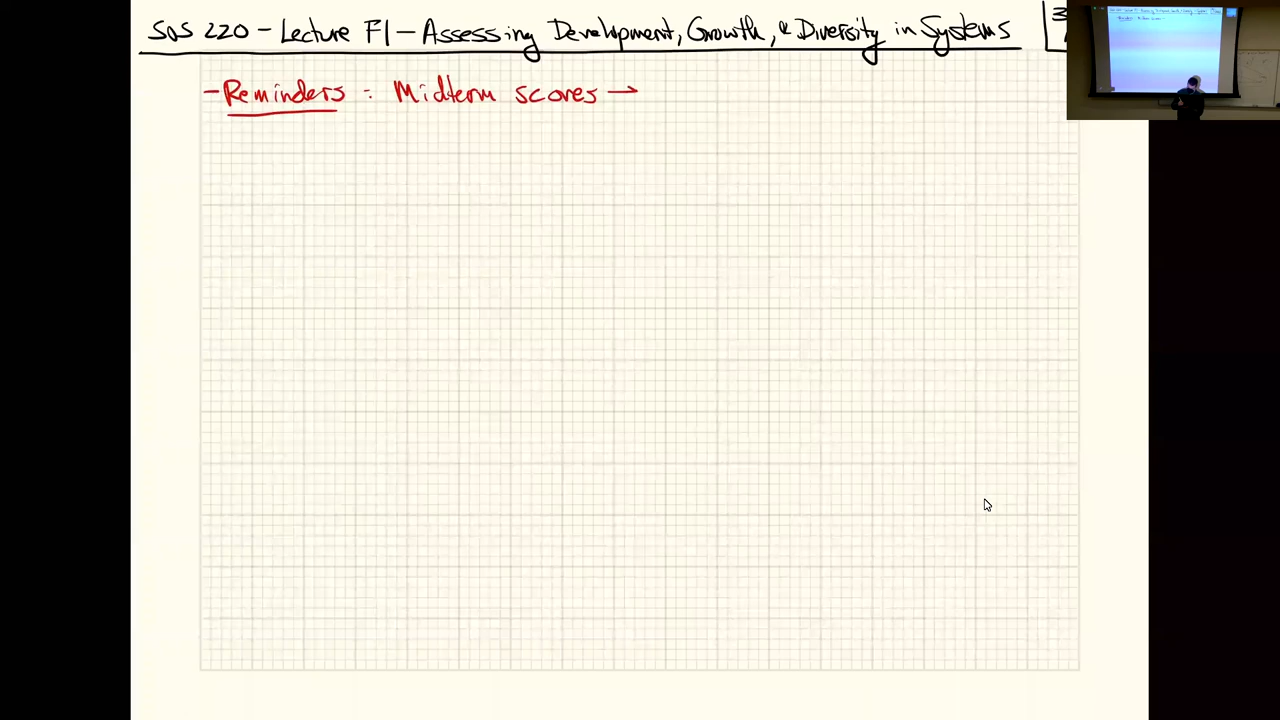 SOS 220 - Lecture F1 - Assessing Development, Growth, & Diversity in Systems
- Reminders : Midterm scores →